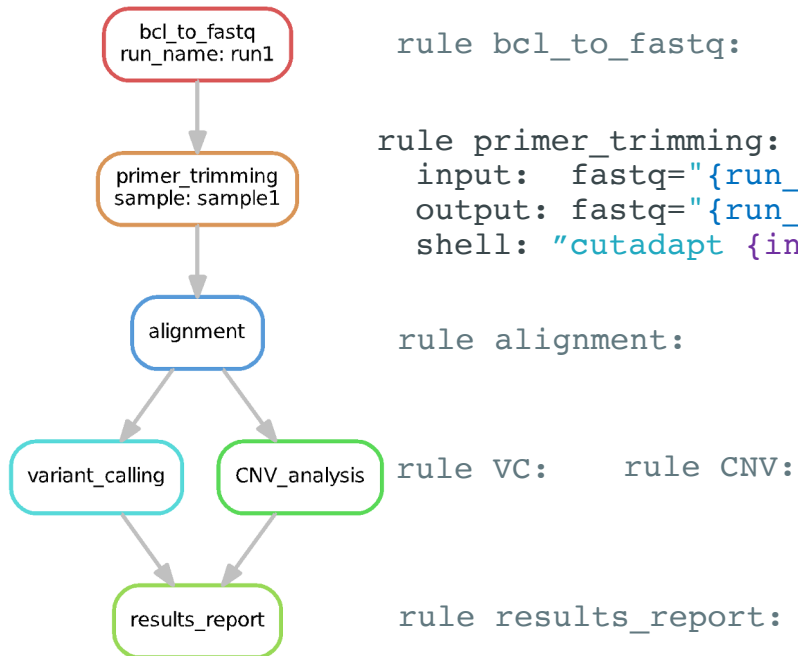 bcl_to_fastq
run_name: run1
rule bcl_to_fastq:
rule primer_trimming:
input: fastq="{run_
output: fastq="{run_
shell: ”cutadapt {in
primer_trimming
sample: sample1
alignment
rule alignment:
variant_calling
CNV_analysis
rule VC:
rule CNV:
results_report
rule results_report: